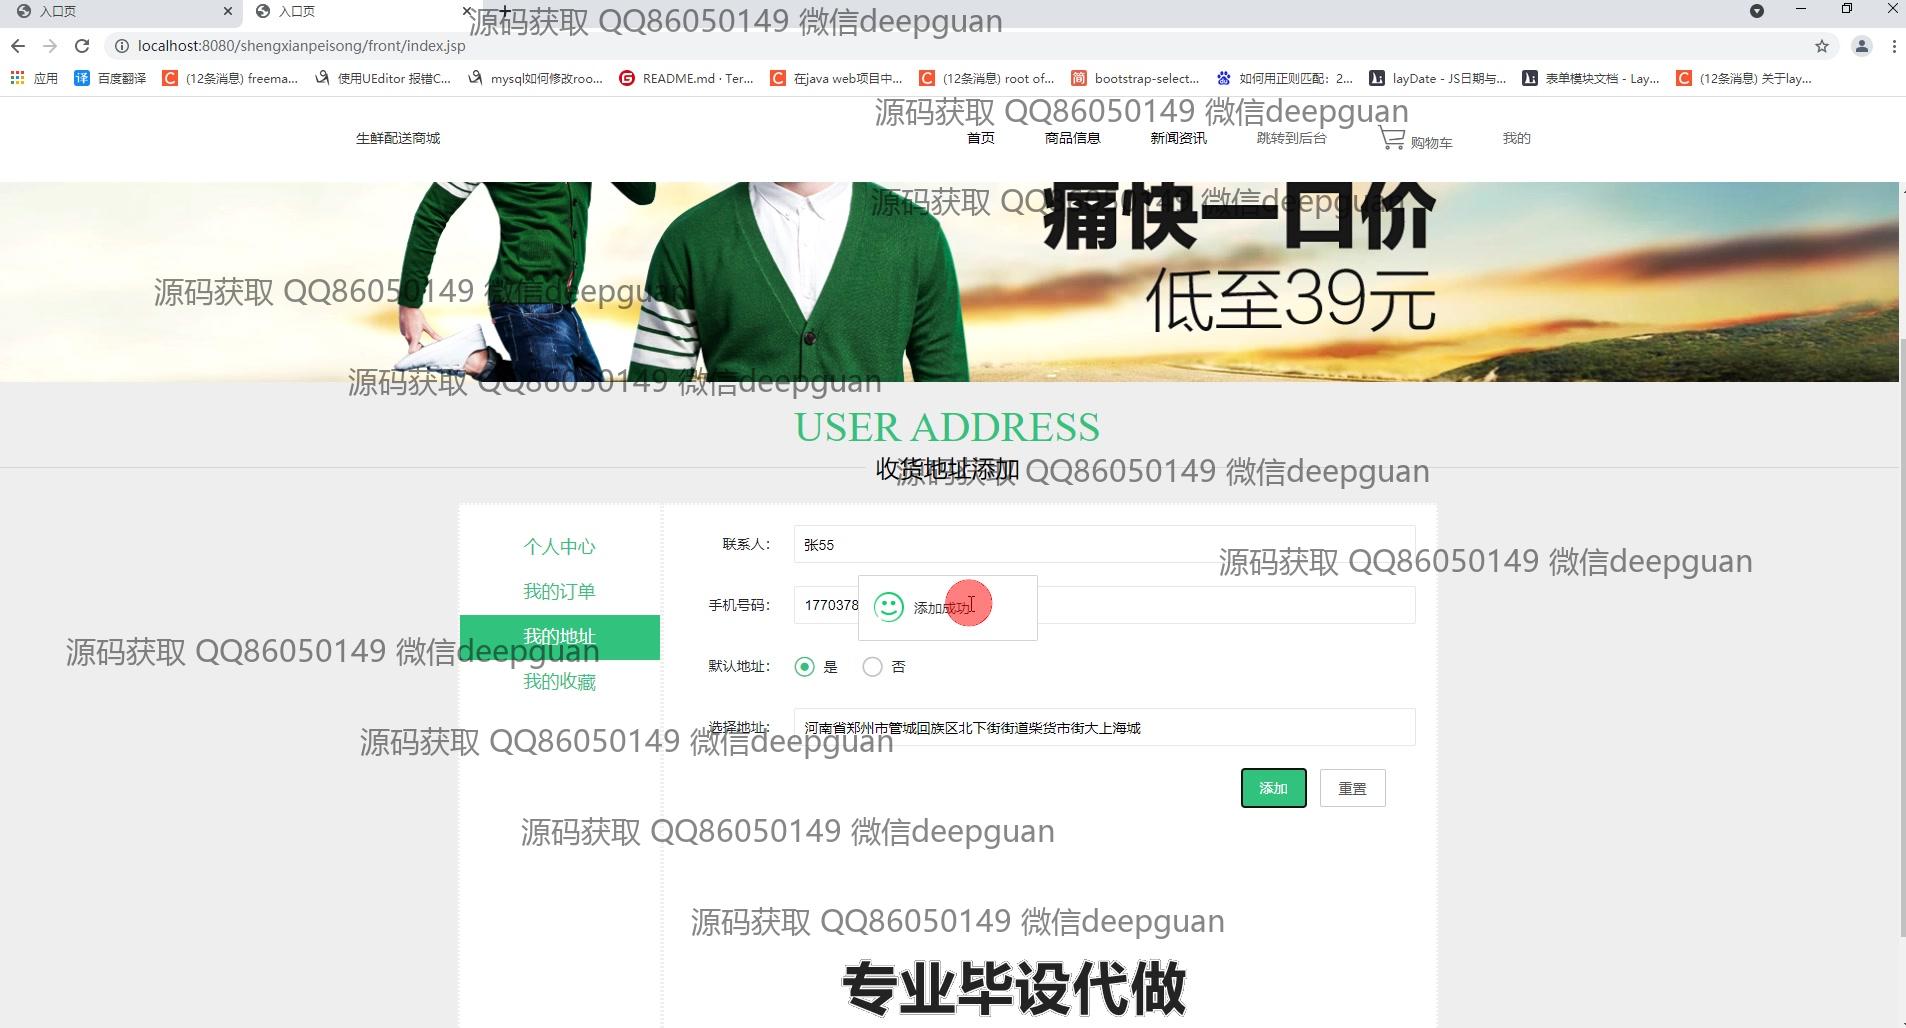 入口页
入口页
源码获取 QQ86050149 微信deepguan
localhost:8080/shengxianpeisong/front/index.jsp
应用 百度翻译 (12条消息) freema... 使用UEditor 报错C... mysql如何修改roo... README.md · Ter... 在java web项目中... (12条消息) root of... bootstrap-select... 如何用正则匹配：2... layDate - JS日期与... 表单模块文档 - Lay... (12条消息) 关于lay...
源码获取 QQ86050149 微信deepguan
生鲜配送商城 首页 商品信息 新闻资讯 跳转到后台 购物车 我的
源码获取 QQ86050149 微信deepguan
痛快一口价
低至39元
源码获取 QQ86050149 微信deepguan
源码获取 QQ86050149 微信deepguan
USER ADDRESS
收货地址添加
源码获取 QQ86050149 微信deepguan
个人中心
我的订单
我的地址
我的收藏
联系人： 张55
源码获取 QQ86050149 微信deepguan
手机号码： 1770378
添加成功
源码获取 QQ86050149 微信deepguan
默认地址： 是 否
选择地址： 河南省郑州市管城回族区北下街街道柴货市街大上海城
源码获取 QQ86050149 微信deepguan
添加 重置
源码获取 QQ86050149 微信deepguan
源码获取 QQ86050149 微信deepguan
专业毕设代做